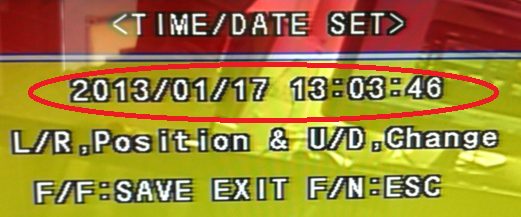 <TIME/DATE SET>
2013/01/17 13:03:46
L/R,Position & U/D,Change
F/F:SAVE EXIT F/N:ESC